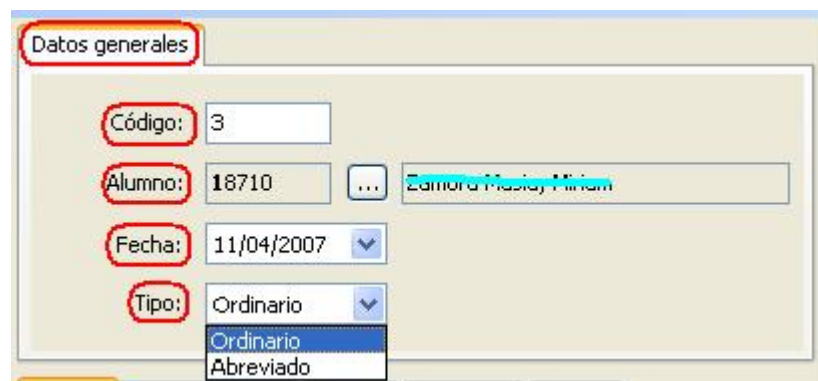 Datos generales
Código: 3
Alumno: 18710 ...
Fecha: 11/04/2007
Tipo: Ordinario
Ordinario
Abreviado